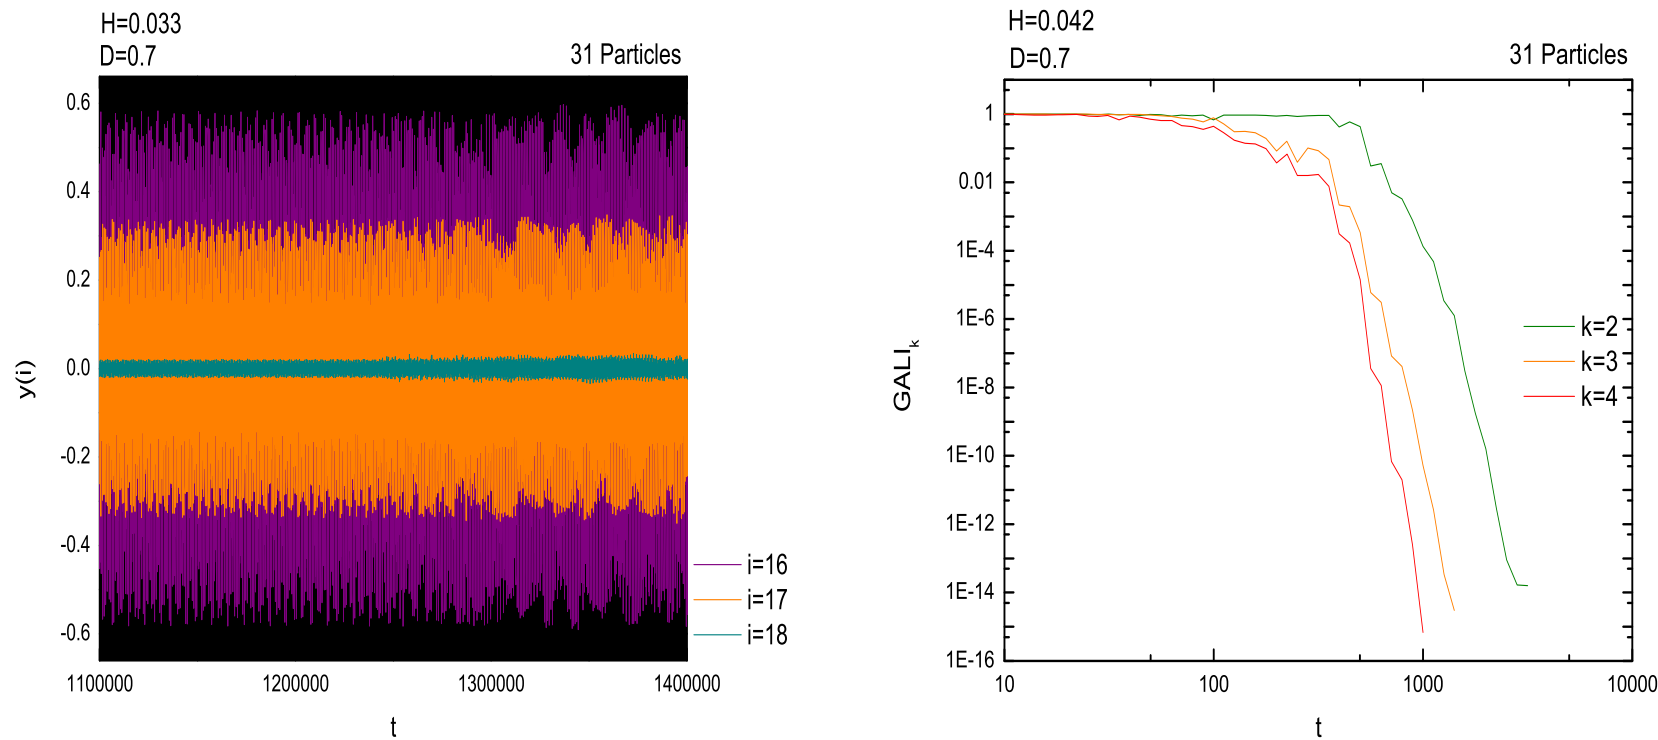 H=0.033
D=0.7
31 Particles
0.6
0.4
0.2
0.0
-0.2
-0.4
-0.6
y(i)
1100000
1200000
1300000
1400000
t
i=16
i=17
i=18
H=0.042
D=0.7
31 Particles
1
0.01
1E-4
1E-6
1E-8
1E-10
1E-12
1E-14
1E-16
GALIk
10
100
1000
10000
t
k=2
k=3
k=4